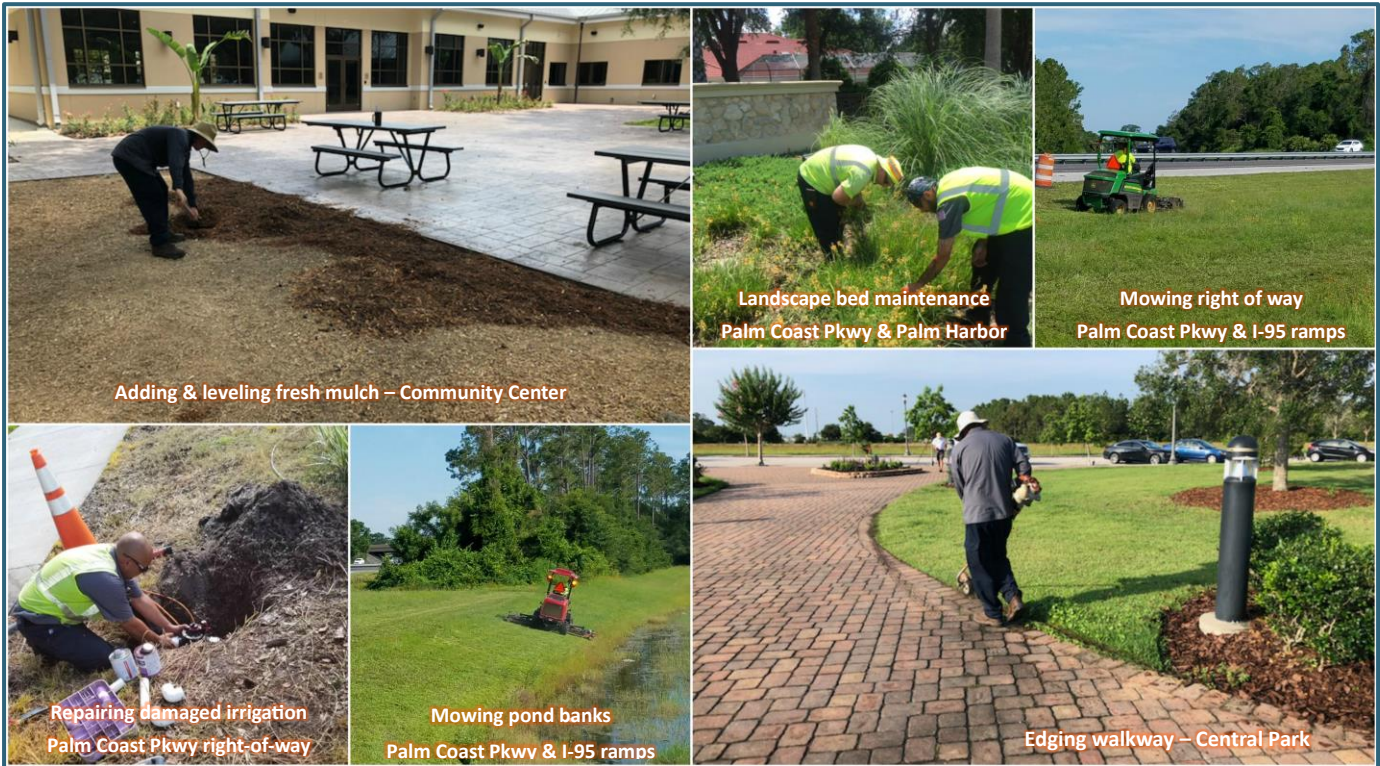 Landscape bed maintenance
Palm Coast Pkwy & Palm Harbor
Mowing right of way
Palm Coast Pkwy & I-95 ramps
Adding & leveling fresh mulch – Community Center
Repairing damaged irrigation
Palm Coast Pkwy right-of-way
Mowing pond banks
Palm Coast Pkwy & I-95 ramps
Edging walkway – Central Park